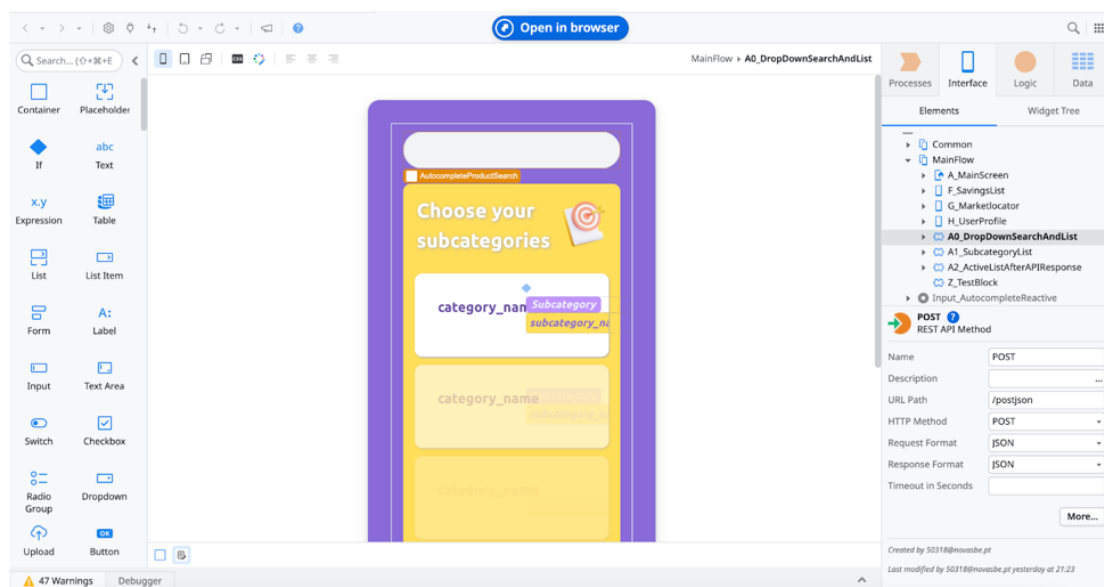 Open in browser
Search... (⇧+⌘+E)
MainFlow ▸ A0_DropDownSearchAndList
Processes
Interface
Logic
Data
Elements
Widget Tree
Container
Placeholder
If
Text
abc
x.y
Expression
Table
List
List Item
Form
A:
Label
Input
Text Area
Switch
Checkbox
Radio
Group
Dropdown
Upload
OK
Button
css
AutocompleteProductSearch
Choose your
subcategories
category_nam
Subcategory
subcategory_na
category_name
category_name
Common
MainFlow
A_MainScreen
F_SavingsList
G_Marketlocator
H_UserProfile
A0_DropDownSearchAndList
A1_SubcategoryList
A2_ActiveListAfterAPIResponse
Z_TestBlock
Input_AutocompleteReactive
POST
REST API Method
Name POST
Description ...
URL Path /postjson
HTTP Method POST
Request Format JSON
Response Format JSON
Timeout in Seconds
More...
Created by 50318@novasbe.pt
Last modified by 50318@novasbe.pt yesterday at 21:23
47 Warnings
Debugger